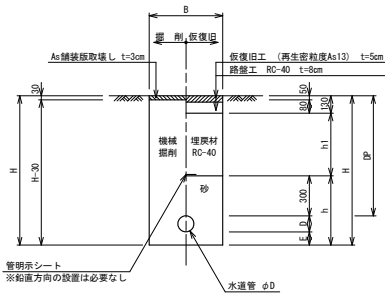 B
掘 削 仮復旧
As舗装版取壊し t=3cm
仮復旧工 (再生密粒度As13) t=5cm
路盤工 RC-40 t=8cm
30
50
80
130
機械
掘削
埋戻材
RC-40
砂
H
H-30
h1
h
H
DP
300
D
E
管明示シート
※鉛直方向の設置は必要なし
水道管 φD